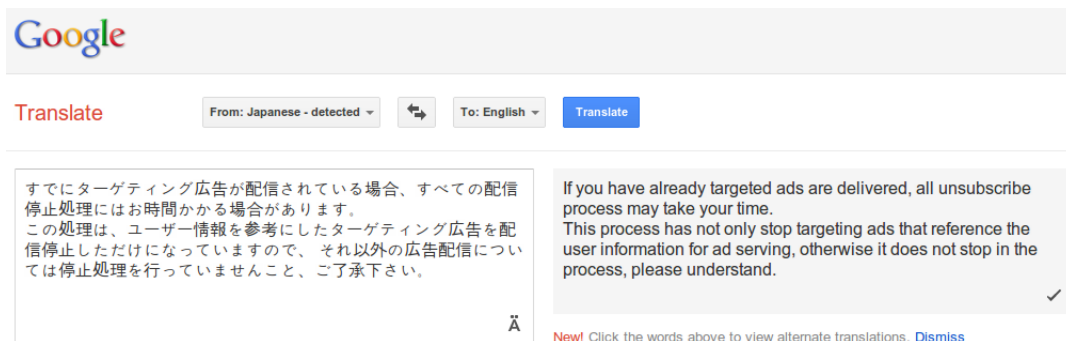 Google
Translate
From: Japanese - detected
To: English
Translate
すでにターゲティング広告が配信されている場合、すべての配信
停止処理にはお時間かかる場合があります。
この処理は、ユーザー情報を参考にしたターゲティング広告を配
信停止しただけになっていますので、 それ以外の広告配信につい
ては停止処理を行っていませんこと、ご了承下さい。
Ä
If you have already targeted ads are delivered, all unsubscribe
process may take your time.
This process has not only stop targeting ads that reference the
user information for ad serving, otherwise it does not stop in the
process, please understand.
New! Click the words above to view alternate translations. Dismiss